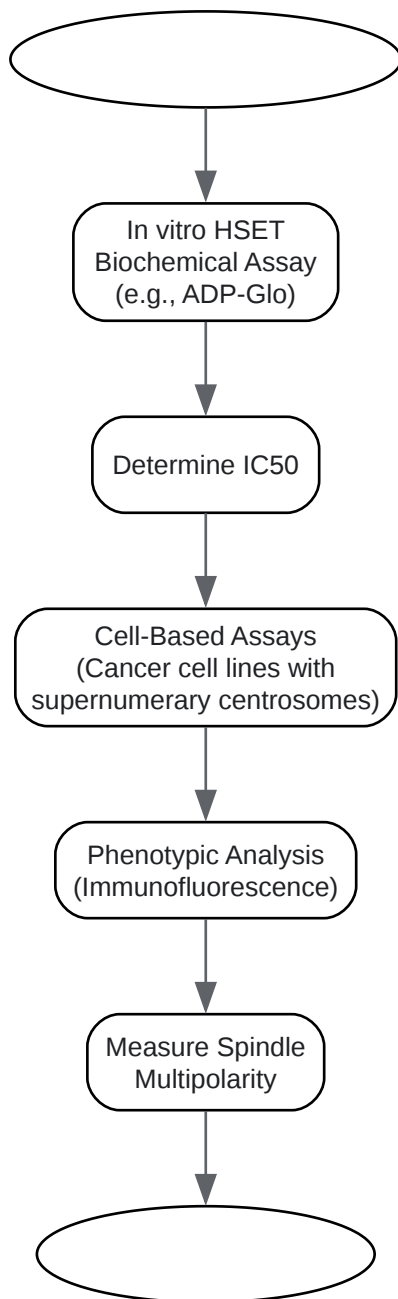 In vitro HSET
Biochemical Assay
(e.g., ADP-Glo)
Determine IC50
Cell-Based Assays
(Cancer cell lines with
supernumerary centrosomes)
Phenotypic Analysis
(Immunofluorescence)
Measure Spindle
Multipolarity